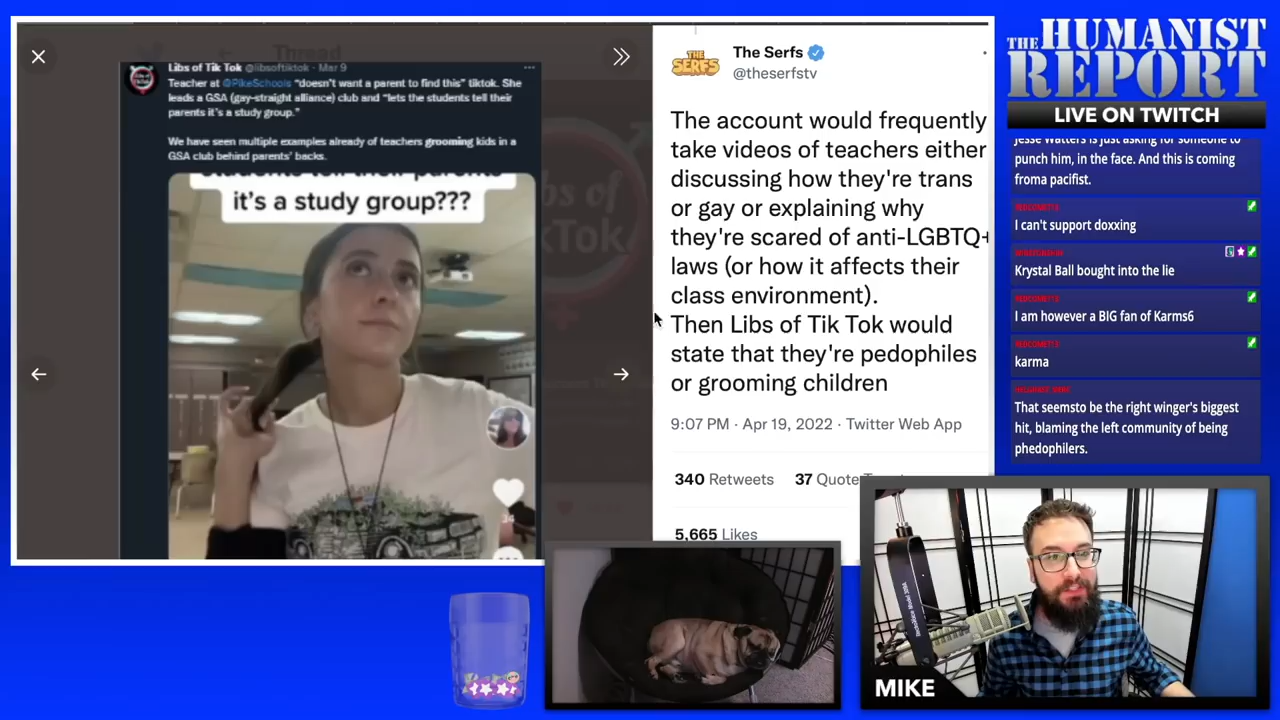 Thread
Libs of Tik Tok @libsoftiktok · Mar 9
Teacher at @PikeSchools "doesn't want a parent to find this" tiktok. She
leads a GSA (gay-straight alliance) club and "lets the students tell their
parents it's a study group."
We have seen multiple examples already of teachers grooming kids in a
GSA club behind parents' backs.
students tell their parents
it's a study group???
The Serfs
@theserfstv
The account would frequently
take videos of teachers either
discussing how they're trans
or gay or explaining why
they're scared of anti-LGBTQ+
laws (or how it affects their
class environment).
Then Libs of Tik Tok would
state that they're pedophiles
or grooming children
9:07 PM · Apr 19, 2022 · Twitter Web App
340 Retweets 37 Quote
5,665 Likes
THE SERFS
THE HUMANIST
REPORT
LIVE ON TWITCH
Jesse Watters is just asking for someone to
punch him, in the face. And this is coming
froma pacifist.
I can't support doxxing
Krystal Ball bought into the lie
I am however a BIG fan of Karms6
karma
That seemsto be the right winger's biggest
hit, blaming the left community of being
phedophilers.
MIKE